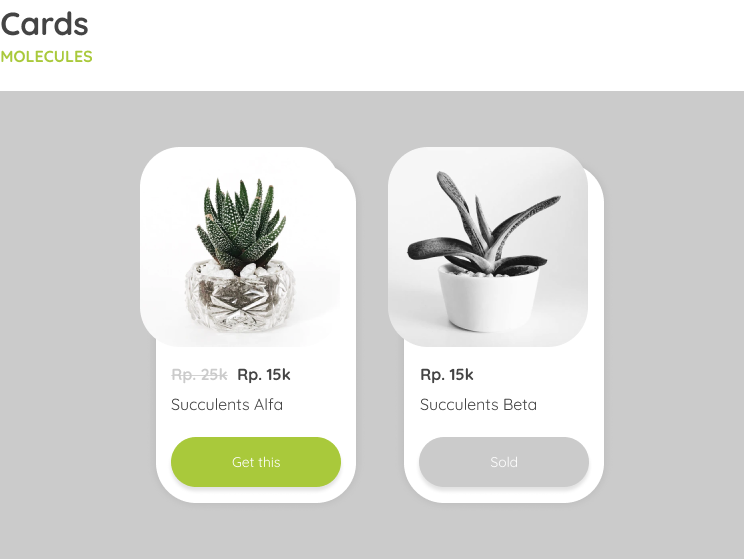 Cards
MOLECULES
Rp. 25k Rp. 15k
Succulents Alfa
Get this
Rp. 15k
Succulents Beta
Sold